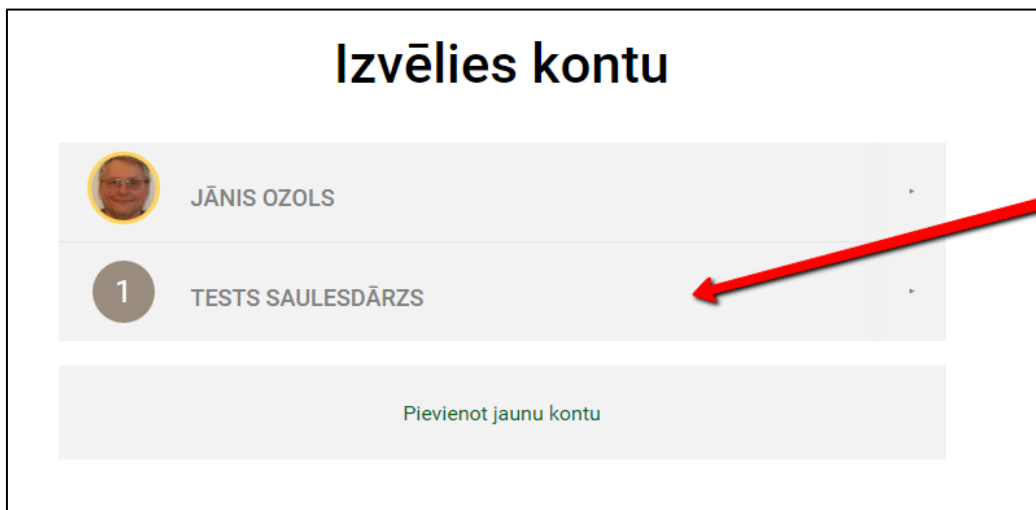 Izvēlies kontu
JĀNIS OZOLS
1
TESTS SAULESDĀRZS
Pievienot jaunu kontu